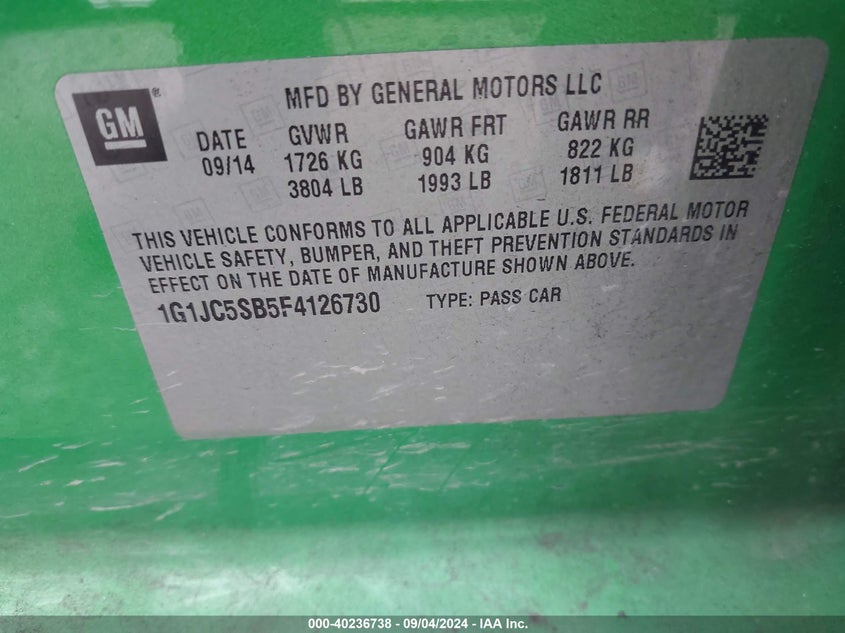 GM ®
MFD BY GENERAL MOTORS LLC
DATE GVWR GAWR FRT GAWR RR
09/14 1726 KG 904 KG 822 KG
3804 LB 1993 LB 1811 LB
THIS VEHICLE CONFORMS TO ALL APPLICABLE U.S. FEDERAL MOTOR
VEHICLE SAFETY, BUMPER, AND THEFT PREVENTION STANDARDS IN
EFFECT ON THE DATE OF MANUFACTURE SHOWN ABOVE.
1G1JC5SB5F4126730 TYPE: PASS CAR
000-40236738 - 09/04/2024 - IAA Inc.